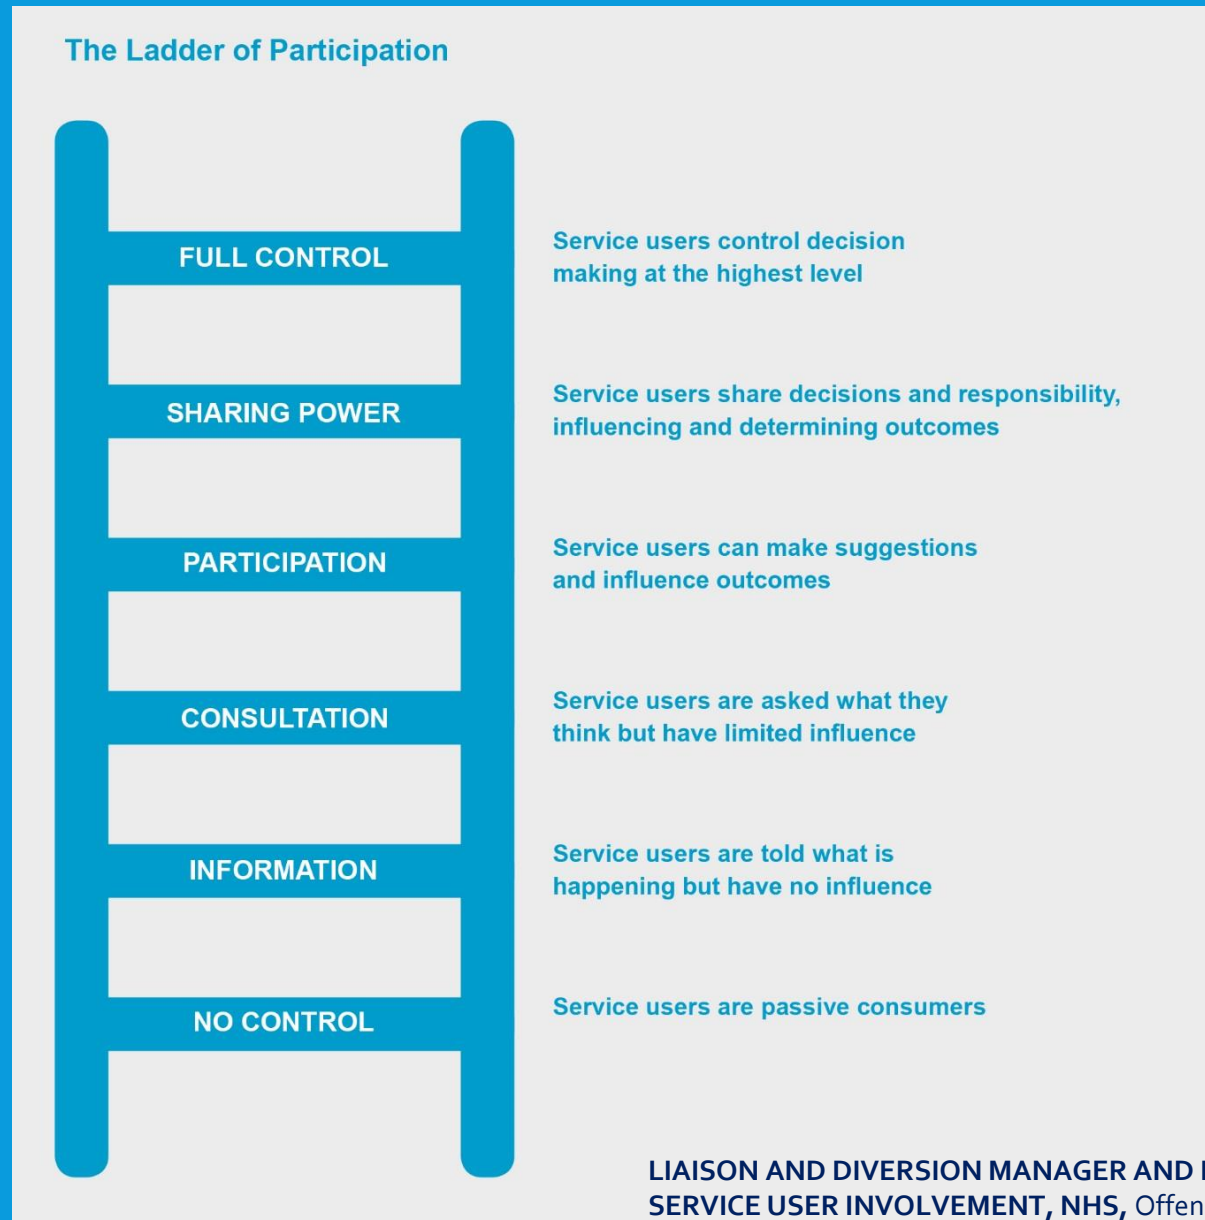 The Ladder of Participation
FULL CONTROL
Service users control decision
making at the highest level
SHARING POWER
Service users share decisions and responsibility,
influencing and determining outcomes
PARTICIPATION
Service users can make suggestions
and influence outcomes
CONSULTATION
Service users are asked what they
think but have limited influence
INFORMATION
Service users are told what is
happening but have no influence
NO CONTROL
Service users are passive consumers
LIAISON AND DIVERSION MANAGER AND
SERVICE USER INVOLVEMENT, NHS,